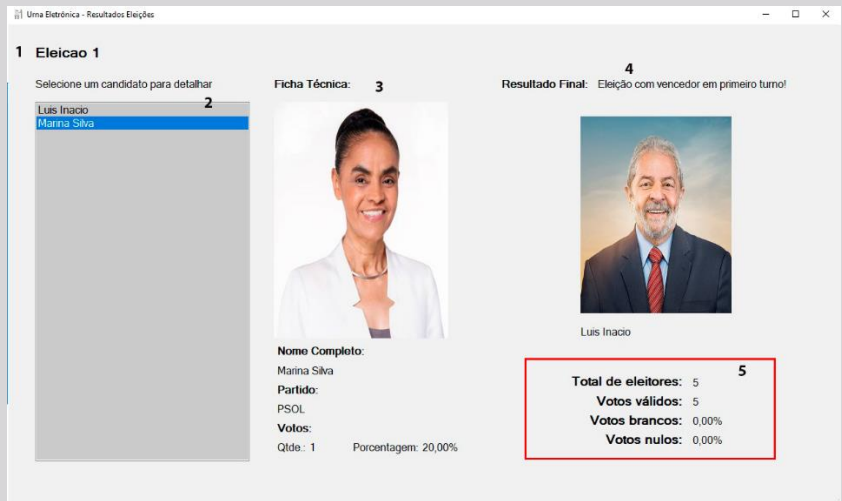 Urna Eletrônica - Resultados Eleições
1 Eleicao 1
Selecione um candidato para detalhar
2
Luis Inacio
Marina Silva
Ficha Técnica: 3
Nome Completo:
Marina Silva
Partido:
PSOL
Votos:
Qtde.: 1 Porcentagem: 20,00%
4
Resultado Final: Eleição com vencedor em primeiro turno!
Luis Inacio
5
Total de eleitores: 5
Votos válidos: 5
Votos brancos: 0,00%
Votos nulos: 0,00%